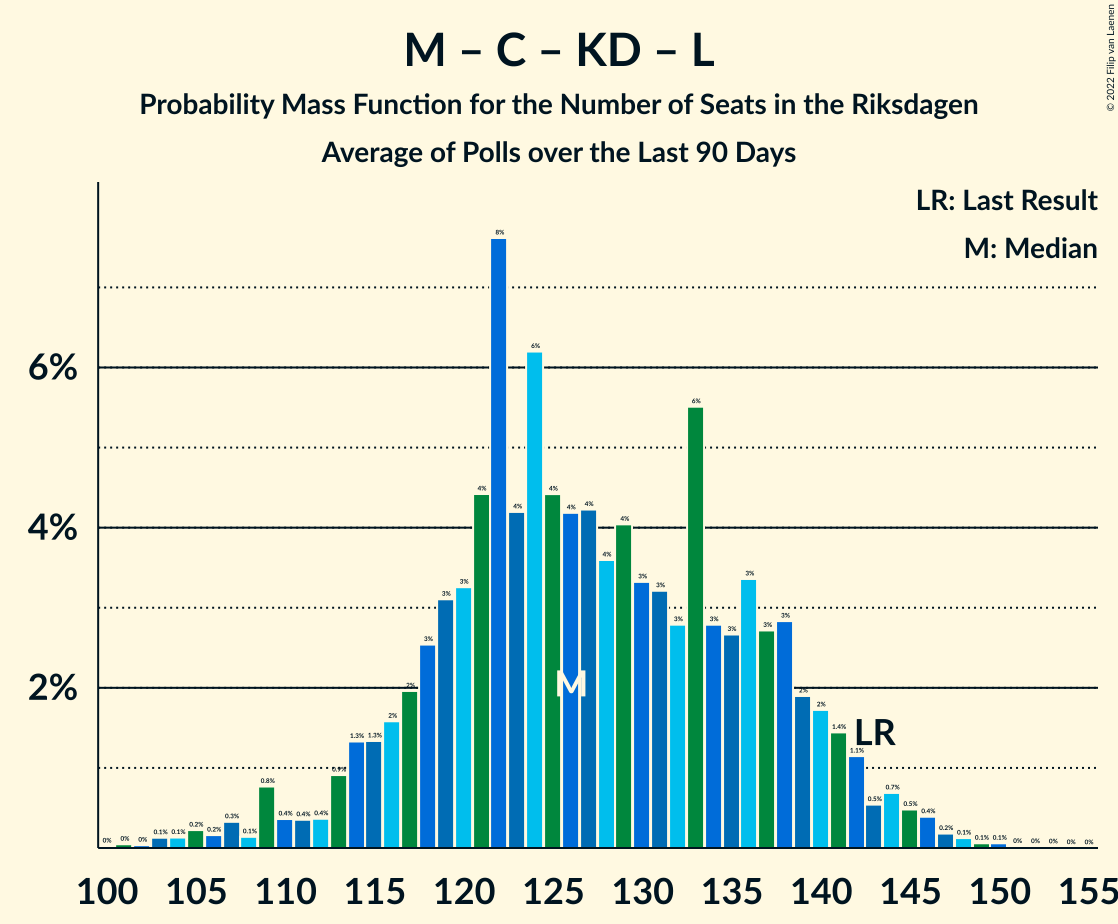 M – C – KD – L
Probability Mass Function for the Number of Seats in the Riksdagen
Average of Polls over the Last 90 Days
© 2022 Filip van Laenen
LR: Last Result
M: Median
8%
6%
6%
6%
4% 4% 4% 4% 4% 4% 4%
4%
3% 3% 3% 3% 3% 3% 3% 3% 3% 3% 3%
2%
2% 2% 2% 2%
M
LR
1.3% 1.3% 1.4% 1.1%
0% 0% 0% 0.1% 0.1% 0.2% 0.2% 0.3% 0.1% 0.8% 0.4% 0.4% 0.4% 0.9%
0.5% 0.7% 0.5% 0.4% 0.2% 0.1% 0.1% 0.1% 0% 0% 0% 0% 0%
100 105 110 115 120 125 130 135 140 145 150 155